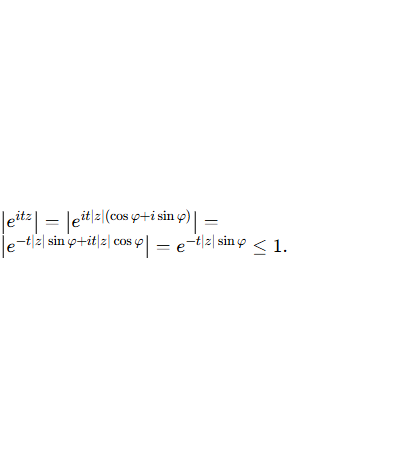 |e^{itz}| = |e^{it|z|(cos φ+i sin φ)}| =
|e^{−t|z| sin φ+it|z| cos φ}| = e^{−t|z| sin φ} ≤ 1.